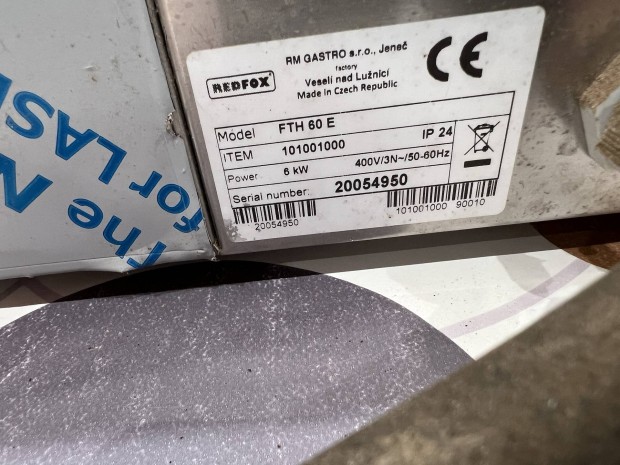 RM GASTRO s.r.o., Jeneč
factory
Veselí nad Lužnicí
Made in Czech Republic
REDFOX
CE
Model FTH 60 E IP 24
ITEM 101001000
Power 6 kW 400V/3N~/50-60Hz
Serial number: 20054950
20054950
101001000 90010
The
for LAS